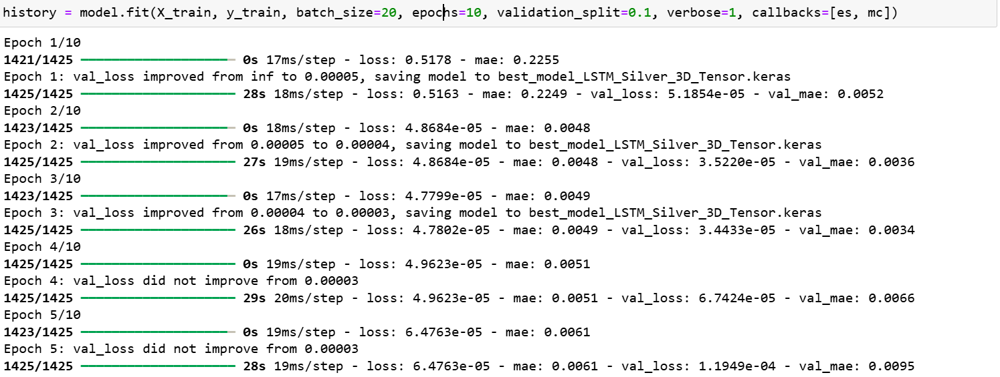 history = model.fit(X_train, y_train, batch_size=20, epochs=10, validation_split=0.1, verbose=1, callbacks=[es, mc])
Epoch 1/10
1421/1425 0s 17ms/step - loss: 0.5178 - mae: 0.2255
Epoch 1: val_loss improved from inf to 0.00005, saving model to best_model_LSTM_Silver_3D_Tensor.keras
1425/1425 28s 18ms/step - loss: 0.5163 - mae: 0.2249 - val_loss: 5.1854e-05 - val_mae: 0.0052
Epoch 2/10
1423/1425 0s 18ms/step - loss: 4.8684e-05 - mae: 0.0048
Epoch 2: val_loss improved from 0.00005 to 0.00004, saving model to best_model_LSTM_Silver_3D_Tensor.keras
1425/1425 27s 19ms/step - loss: 4.8684e-05 - mae: 0.0048 - val_loss: 3.5220e-05 - val_mae: 0.0036
Epoch 3/10
1423/1425 0s 17ms/step - loss: 4.7799e-05 - mae: 0.0049
Epoch 3: val_loss improved from 0.00004 to 0.00003, saving model to best_model_LSTM_Silver_3D_Tensor.keras
1425/1425 26s 18ms/step - loss: 4.7802e-05 - mae: 0.0049 - val_loss: 3.4433e-05 - val_mae: 0.0034
Epoch 4/10
1425/1425 0s 19ms/step - loss: 4.9623e-05 - mae: 0.0051
Epoch 4: val_loss did not improve from 0.00003
1425/1425 29s 20ms/step - loss: 4.9623e-05 - mae: 0.0051 - val_loss: 6.7424e-05 - val_mae: 0.0066
Epoch 5/10
1423/1425 0s 19ms/step - loss: 6.4763e-05 - mae: 0.0061
Epoch 5: val_loss did not improve from 0.00003
1425/1425 28s 19ms/step - loss: 6.4763e-05 - mae: 0.0061 - val_loss: 1.1949e-04 - val_mae: 0.0095